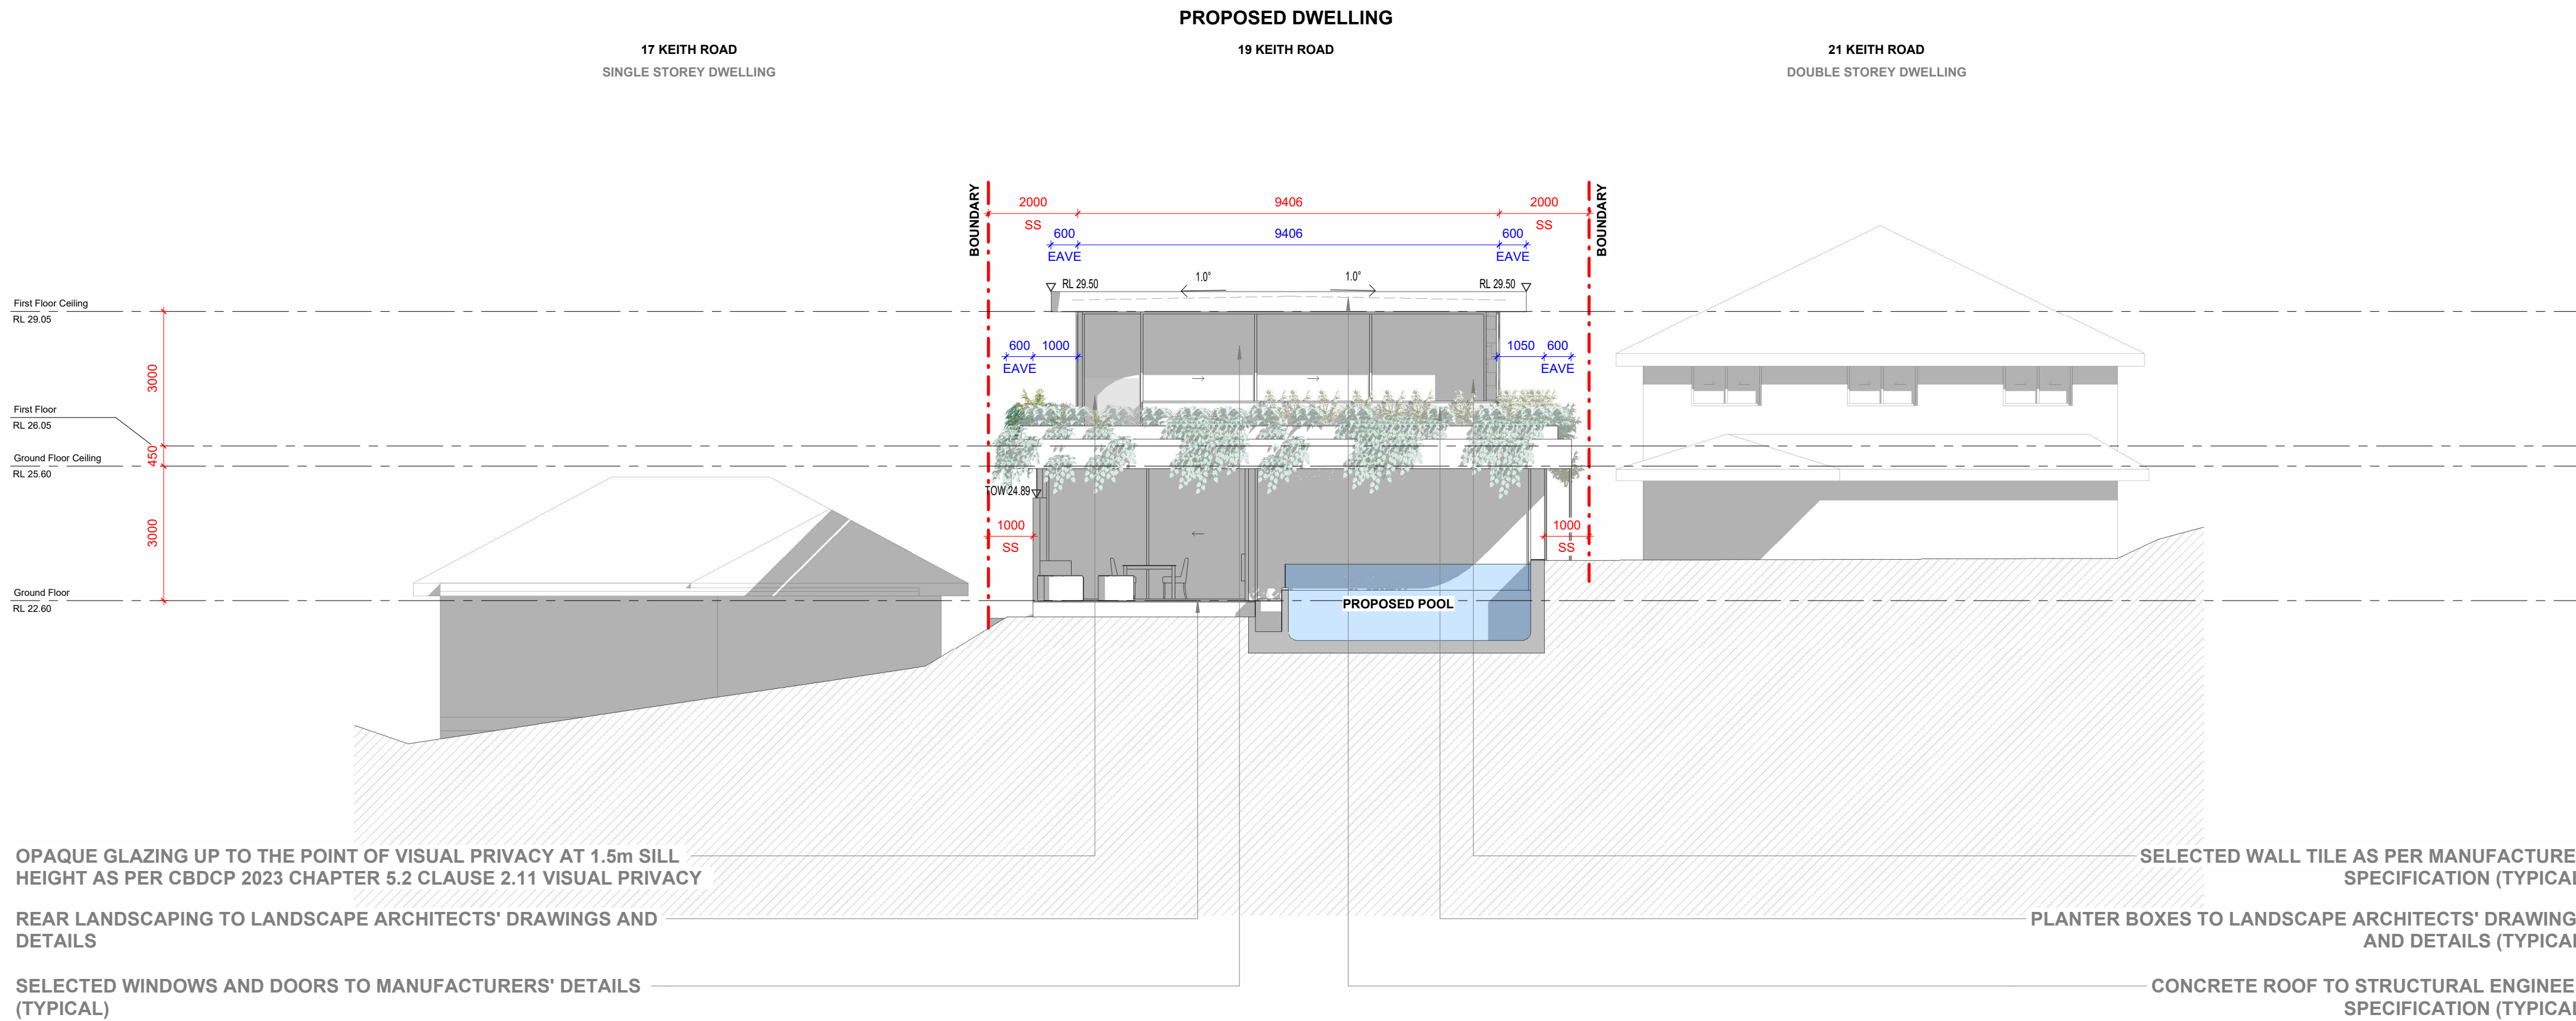 PROPOSED DWELLING
17 KEITH ROAD
19 KEITH ROAD
21 KEITH ROAD
SINGLE STOREY DWELLING
DOUBLE STOREY DWELLING
BOUNDARY
2000
9406
2000
BOUNDARY
SS
SS
600
9406
600
EAVE
EAVE
RL 29.50
1.0°
1.0°
RL 29.50
First Floor Ceiling
RL 29.05
3000
600
1000
1050
600
EAVE
EAVE
First Floor
RL 26.05
450
Ground Floor Ceiling
RL 25.60
TOW 24.89
3000
1000
1000
SS
SS
Ground Floor
RL 22.60
PROPOSED POOL
OPAQUE GLAZING UP TO THE POINT OF VISUAL PRIVACY AT 1.5m SILL
HEIGHT AS PER CBDCP 2023 CHAPTER 5.2 CLAUSE 2.11 VISUAL PRIVACY
REAR LANDSCAPING TO LANDSCAPE ARCHITECTS' DRAWINGS AND
DETAILS
SELECTED WINDOWS AND DOORS TO MANUFACTURERS' DETAILS
(TYPICAL)
SELECTED WALL TILE AS PER MANUFACTURE
SPECIFICATION (TYPICAL
PLANTER BOXES TO LANDSCAPE ARCHITECTS' DRAWING
AND DETAILS (TYPICAL
CONCRETE ROOF TO STRUCTURAL ENGINEE
SPECIFICATION (TYPICAL